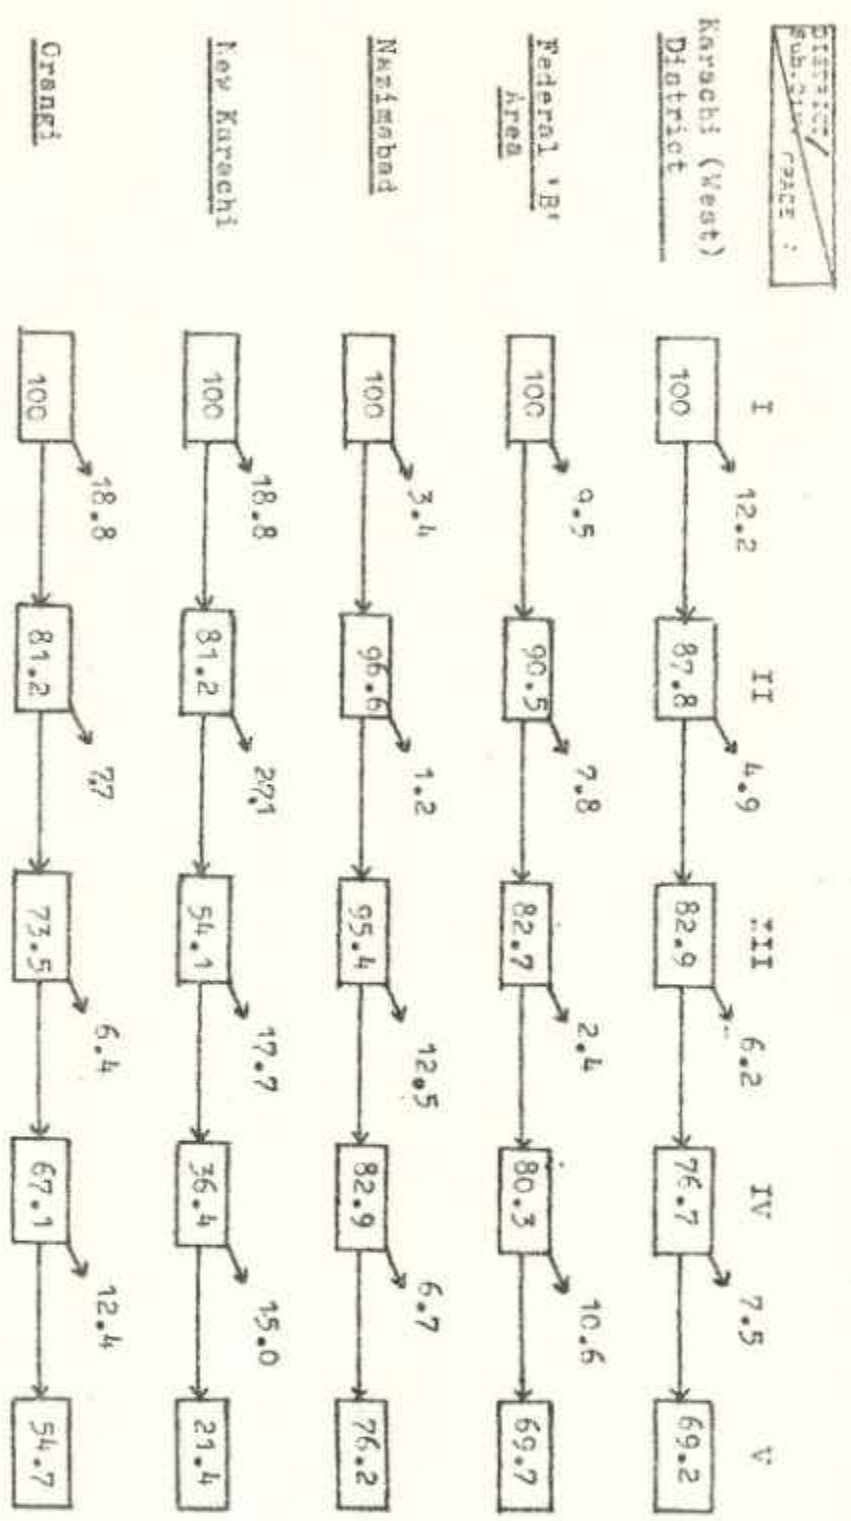 District/
Sub.Div. GRADE :
I II III IV V
Karachi (West)
District
100 12.2 87.8 4.9 82.9 6.2 76.7 7.5 69.2
Federal 'B'
Area
100 9.5 90.5 7.8 82.7 2.4 80.3 10.6 69.7
Nazimabad
100 3.4 96.6 1.2 95.4 12.5 82.9 6.7 76.2
New Karachi
100 18.8 81.2 27.1 54.1 17.7 36.4 15.0 21.4
Orangi
100 18.8 81.2 7.7 73.5 6.4 67.1 12.4 54.7